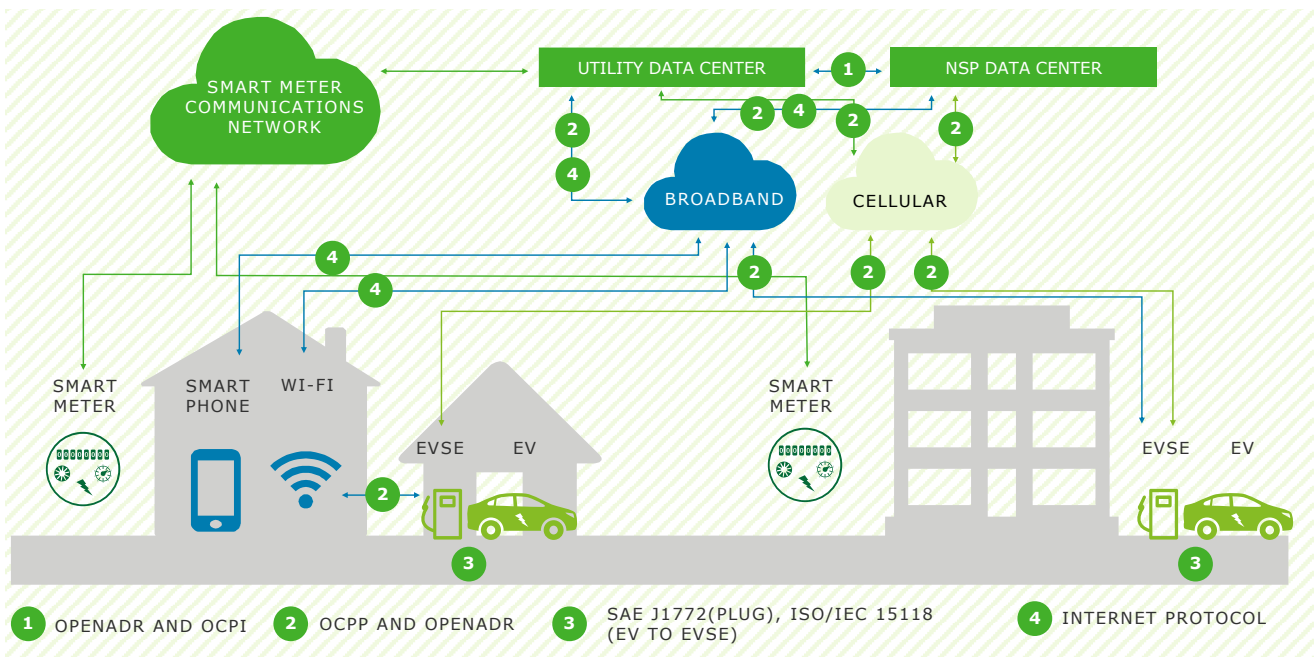 SMART METER
COMMUNICATIONS
NETWORK
UTILITY DATA CENTER
1
NSP DATA CENTER
2
4
2
2
2
4
BROADBAND
CELLULAR
4
4
2
2
2
SMART
METER
SMART
PHONE
WI-FI
SMART
METER
EVSE
EV
EVSE
EV
00000000
00000000
2
3
3
1 OPENADR AND OCPI
2 OCPP AND OPENADR
3 SAE J1772(PLUG), ISO/IEC 15118
(EV TO EVSE)
4 INTERNET PROTOCOL